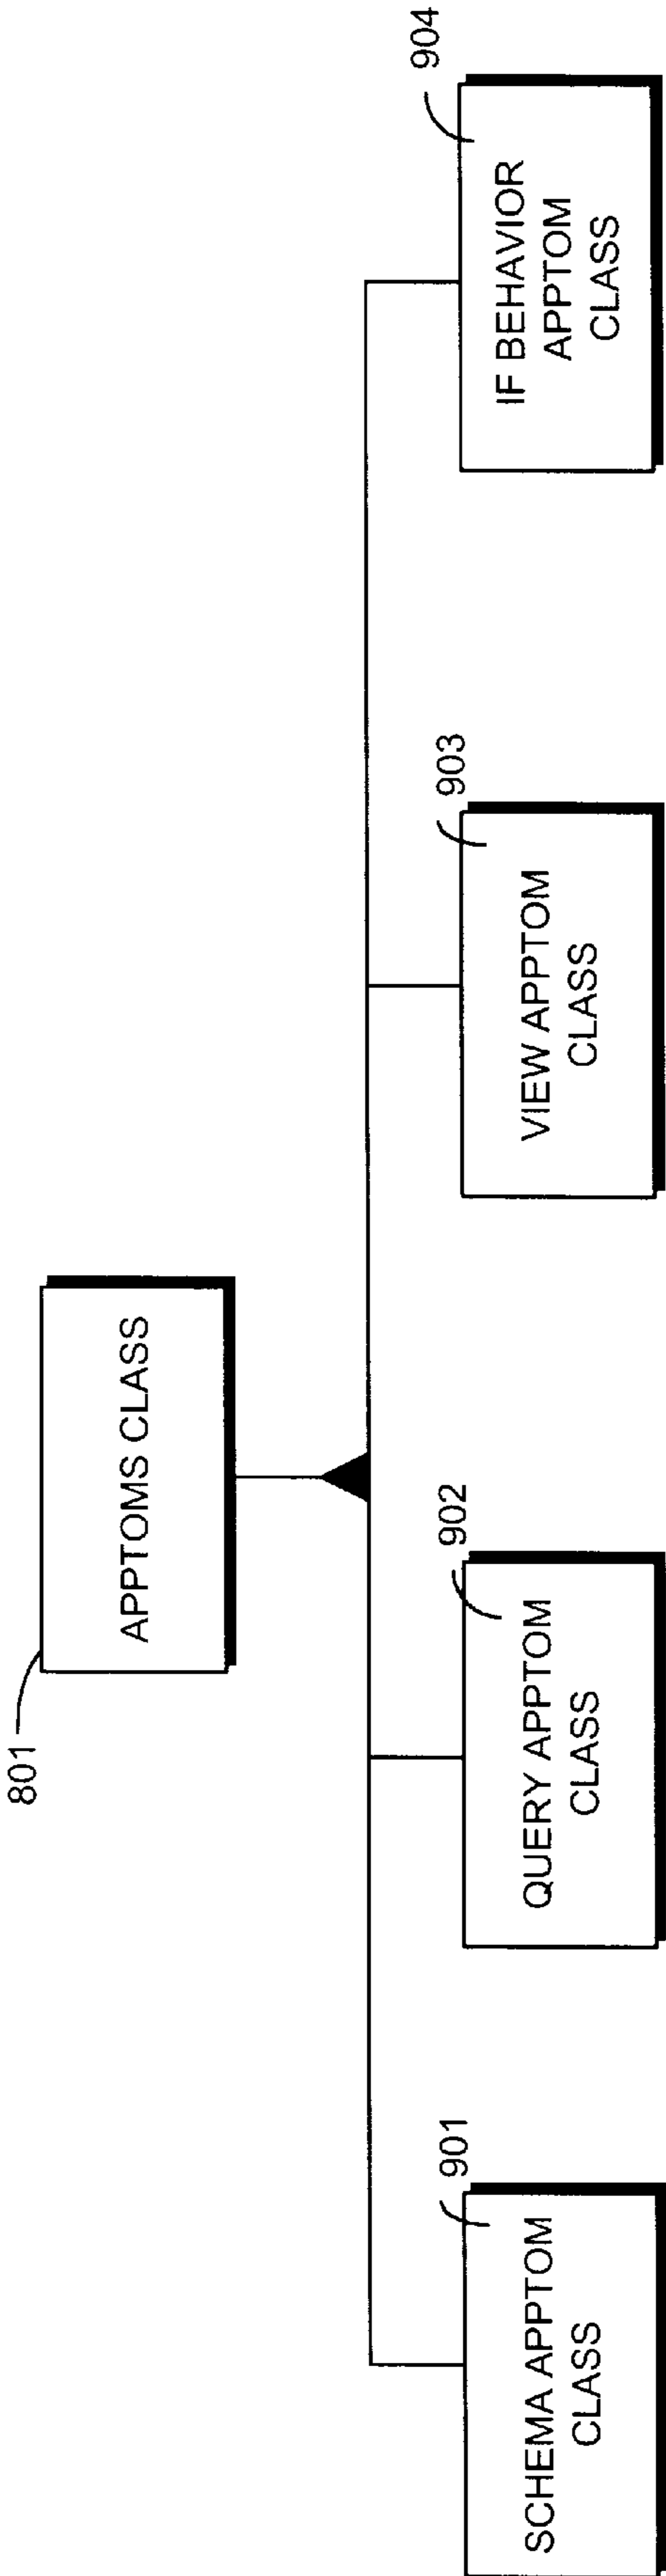 801
APPTOMS CLASS
901
SCHEMA APPTOM
CLASS
902
QUERY APPTOM
CLASS
903
VIEW APPTOM
CLASS
904
IF BEHAVIOR
APPTOM
CLASS